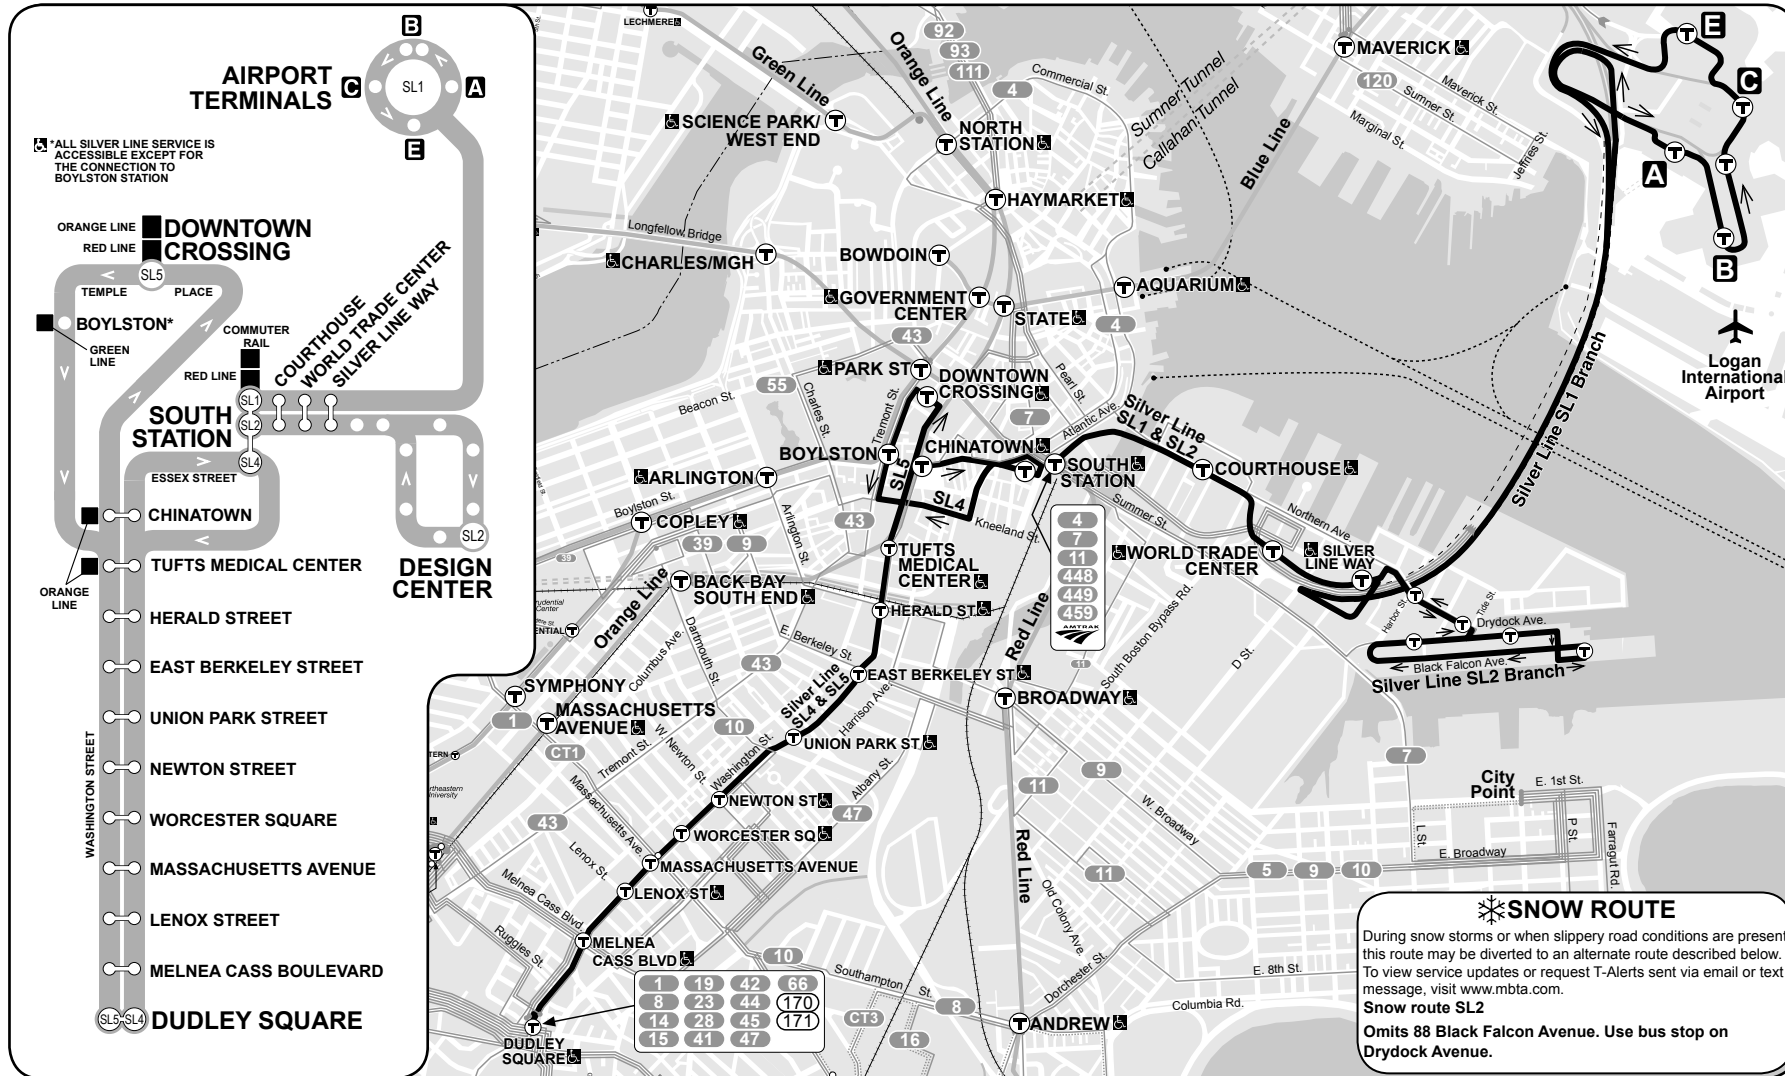 B
AIRPORT
TERMINALS
C
SL1
A
E
*ALL SILVER LINE SERVICE IS
ACCESSIBLE EXCEPT FOR
THE CONNECTION TO
BOYLSTON STATION
ORANGE LINE
RED LINE
DOWNTOWN
CROSSING
SL5
TEMPLE
PLACE
BOYLSTON*
GREEN
LINE
COMMUTER
RAIL
RED LINE
COURTHOUSE
WORLD TRADE CENTER
SILVER LINE WAY
SL1
SOUTH
STATION
SL2
SL4
ESSEX STREET
CHINATOWN
TUFTS MEDICAL CENTER
ORANGE
LINE
SL2
DESIGN
CENTER
HERALD STREET
EAST BERKELEY STREET
UNION PARK STREET
NEWTON STREET
WORCESTER SQUARE
MASSACHUSETTS AVENUE
LENOX STREET
MELNEA CASS BOULEVARD
WASHINGTON STREET
SL5
SL4
DUDLEY SQUARE
LECHMERE
Green Line
Orange Line
92
93
111
4
Commercial St.
Sumner Tunnel
Callahan Tunnel
Blue Line
MAVERICK
120
Maverick St.
Sumner St.
Marginal St.
Jeffries St.
E
C
A
B
SCIENCE PARK/
WEST END
NORTH
STATION
HAYMARKET
Longfellow Bridge
CHARLES/MGH
BOWDOIN
GOVERNMENT
CENTER
AQUARIUM
STATE
4
43
Logan
International
Airport
PARK ST
DOWNTOWN
CROSSING
Pearl St.
55
Charles St.
Beacon St.
Tremont St.
7
Atlantic Ave.
Silver Line
SL1 & SL2
Silver Line SL1 Branch
BOYLSTON
SL5
CHINATOWN
SOUTH
STATION
COURTHOUSE
ARLINGTON
SL4
Boylston St.
COPLEY
Arlington St.
43
Kneeland St.
Summer St.
Northern Ave.
39
39
9
4
7
11
448
449
459
AMTRAK
TUFTS
MEDICAL
CENTER
WORLD TRADE
CENTER
SILVER
LINE WAY
Orange Line
BACK BAY
SOUTH END
HERALD ST
Red Line
South Boston Bypass Rd.
Harbor St.
Tide St.
Drydock Ave.
Black Falcon Ave.
Silver Line SL2 Branch
D St.
11
Columbus Ave.
Dartmouth St.
E. Berkeley St.
43
EAST BERKELEY ST
Silver Line
SL4 & SL5
Harrison Ave.
BROADWAY
SYMPHONY
1
MASSACHUSETTS
AVENUE
CT1
Tremont St.
W. Newton St.
10
Washington St.
UNION PARK ST
Albany St.
NEWTON ST
47
WORCESTER SQ
MASSACHUSETTS AVENUE
LENOX ST
Massachusetts Ave.
43
Lenox St.
Melnea Cass Blvd.
Ruggles St.
MELNEA
CASS BLVD
9
11
W. Broadway
Red Line
11
Old Colony Ave.
Dorchester St.
7
City
Point
E. 1st St.
L St.
P St.
Farragut Rd.
E. Broadway
5
9
10
E. 8th St.
Columbia Rd.
10
Southampton St.
8
CT3
16
ANDREW
DUDLEY
SQUARE
1 19 42 66
8 23 44 170
14 28 45 171
15 41 47
SNOW ROUTE
During snow storms or when slippery road conditions are present
this route may be diverted to an alternate route described below.
To view service updates or request T-Alerts sent via email or text
message, visit www.mbta.com.
Snow route SL2
Omits 88 Black Falcon Avenue. Use bus stop on
Drydock Avenue.